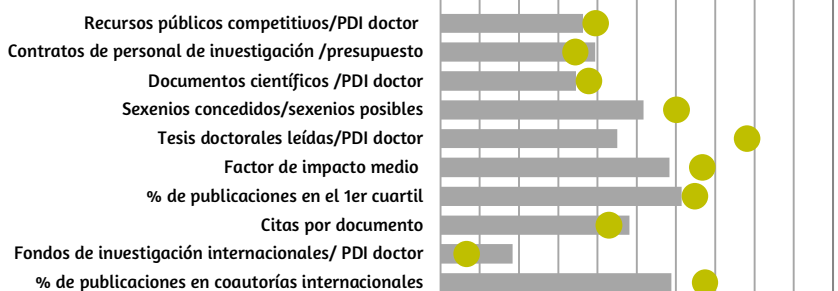 Recursos públicos competitivos/PDI doctor
Contratos de personal de investigación /presupuesto
Documentos científicos /PDI doctor
Sexenios concedidos/sexenios posibles
Tesis doctorales leídas/PDI doctor
Factor de impacto medio
% de publicaciones en el 1er cuartil
Citas por documento
Fondos de investigación internacionales/ PDI doctor
% de publicaciones en coautorías internacionales